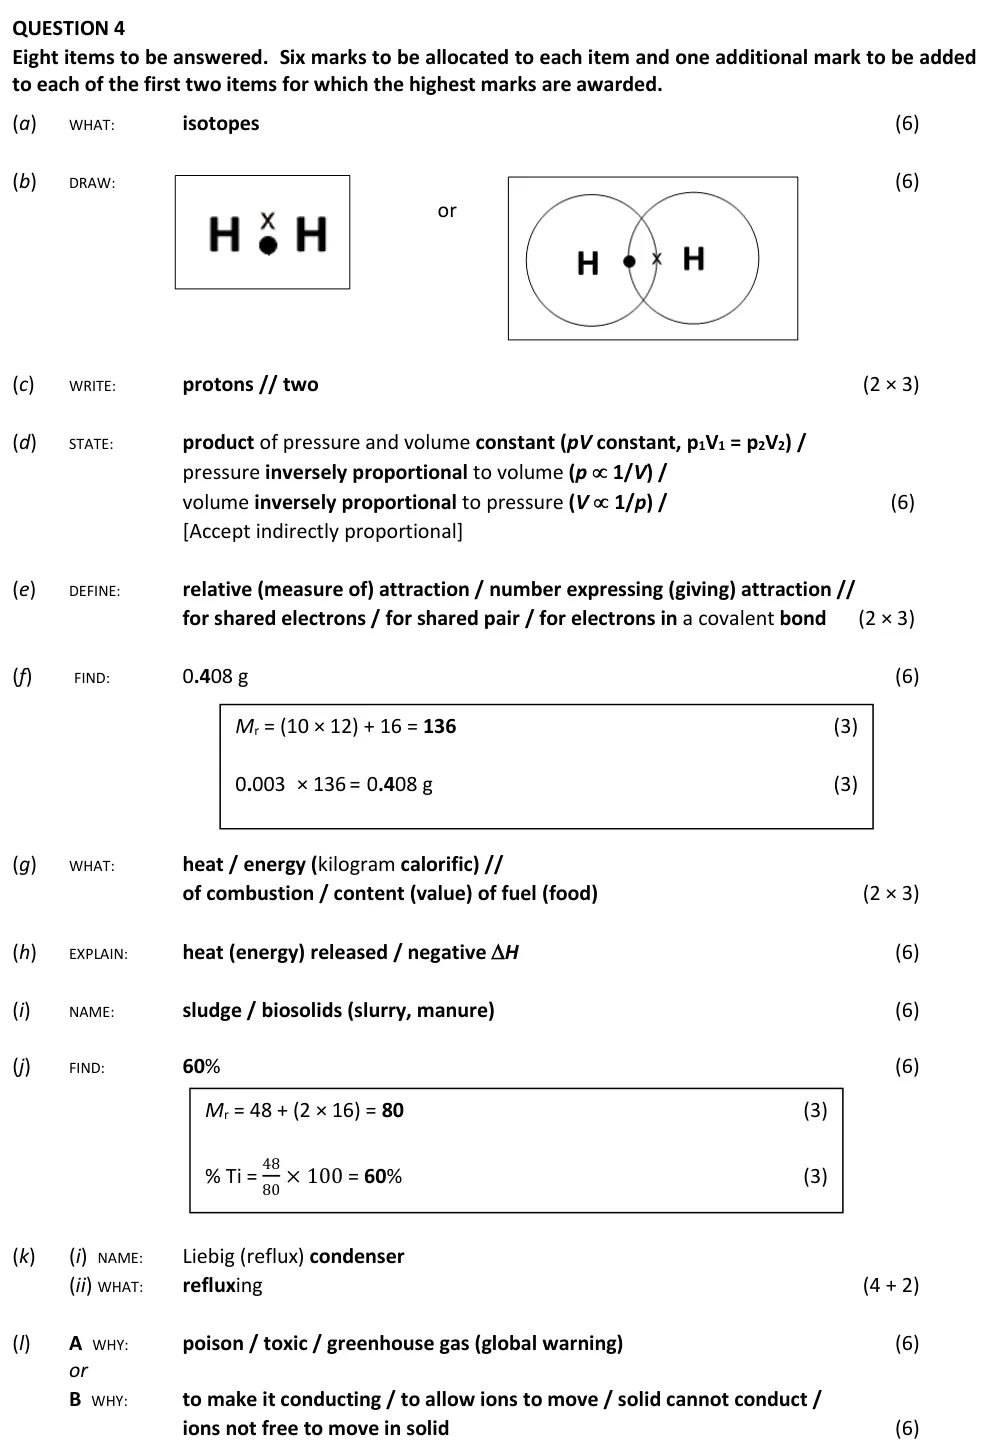 QUESTION 4
Eight items to be answered. Six marks to be allocated to each item and one additional mark to be added
to each of the first two items for which the highest marks are awarded.
(a) WHAT: isotopes (6)
(b) DRAW: (6)
H x● H or H ● x H
(c) WRITE: protons // two (2 × 3)
(d) STATE: product of pressure and volume constant (pV constant, p₁V₁ = p₂V₂) /
pressure inversely proportional to volume (p ∝ 1/V) /
volume inversely proportional to pressure (V ∝ 1/p) / (6)
[Accept indirectly proportional]
(e) DEFINE: relative (measure of) attraction / number expressing (giving) attraction //
for shared electrons / for shared pair / for electrons in a covalent bond (2 × 3)
(f) FIND: 0.408 g (6)
Mr = (10 × 12) + 16 = 136 (3)
0.003 × 136 = 0.408 g (3)
(g) WHAT: heat / energy (kilogram calorific) //
of combustion / content (value) of fuel (food) (2 × 3)
(h) EXPLAIN: heat (energy) released / negative ΔH (6)
(i) NAME: sludge / biosolids (slurry, manure) (6)
(j) FIND: 60% (6)
Mr = 48 + (2 × 16) = 80 (3)
% Ti = 48/80 × 100 = 60% (3)
(k) (i) NAME: Liebig (reflux) condenser
(ii) WHAT: refluxing (4 + 2)
(l) A WHY: poison / toxic / greenhouse gas (global warning) (6)
or
B WHY: to make it conducting / to allow ions to move / solid cannot conduct /
ions not free to move in solid (6)